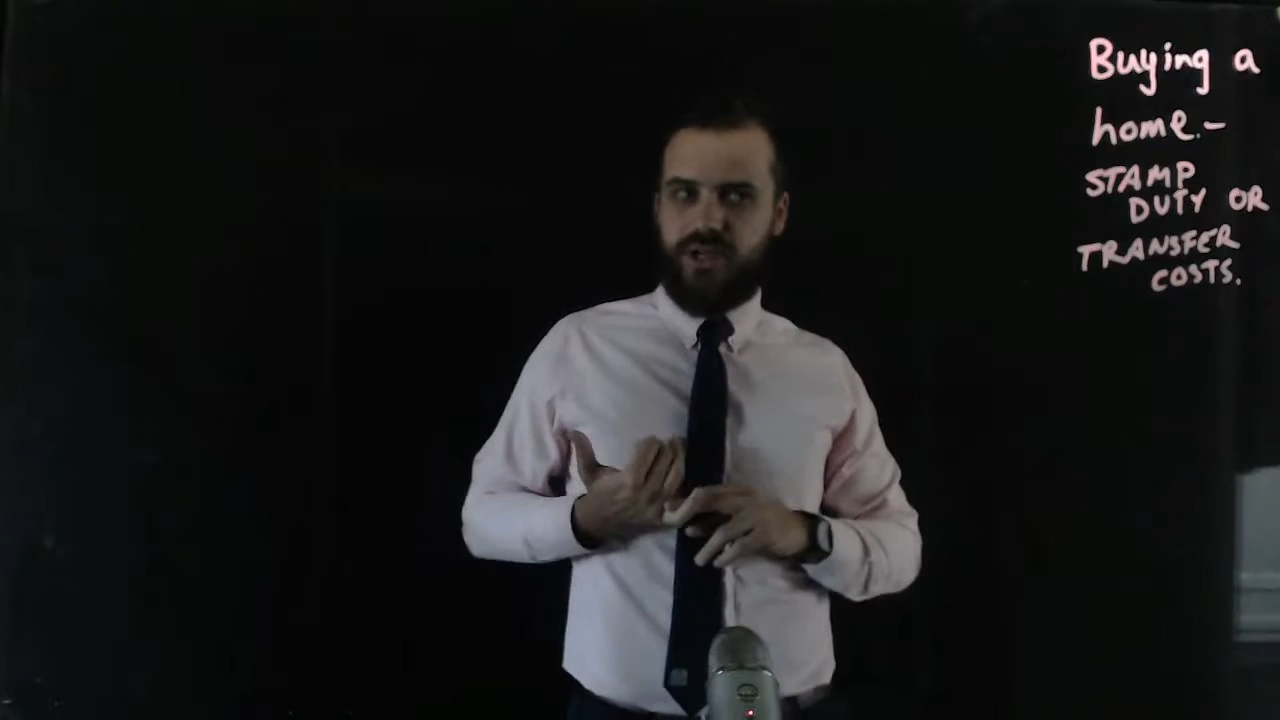 Buying a
home.-
STAMP
DUTY OR
TRANSFER
COSTS.